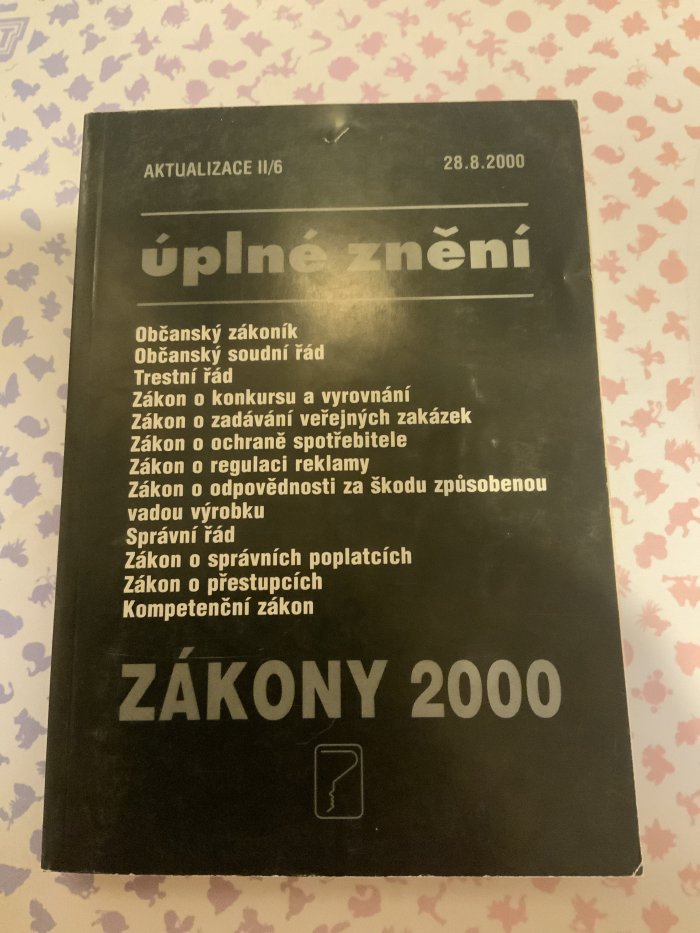 AKTUALIZACE II/6 28.8.2000
úplné znění
Občanský zákoník
Občanský soudní řád
Trestní řád
Zákon o konkursu a vyrovnání
Zákon o zadávání veřejných zakázek
Zákon o ochraně spotřebitele
Zákon o regulaci reklamy
Zákon o odpovědnosti za škodu způsobenou
vadou výrobku
Správní řád
Zákon o správních poplatcích
Zákon o přestupcích
Kompetenční zákon
ZÁKONY 2000